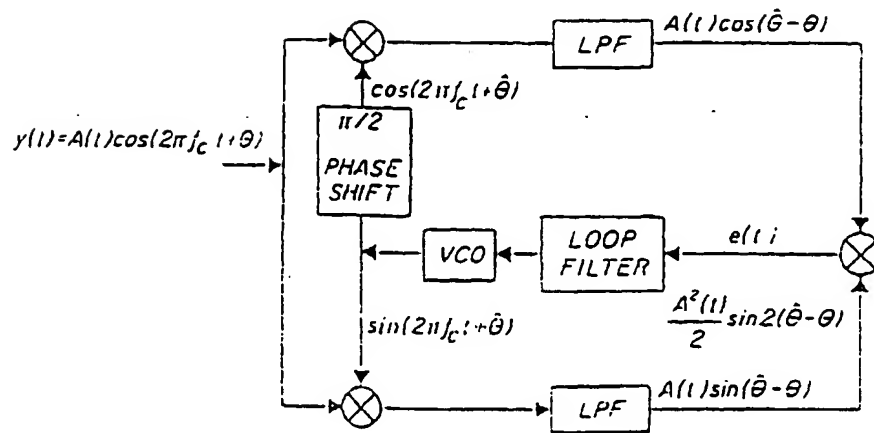 LPF
A(t)cos(Ĝ-θ)
cos(2πf_c t+θ̂)
π/2
PHASE
SHIFT
y(t)=A(t)cos(2πf_c t+θ)
VCO
LOOP
FILTER
e(t i
A²(t)/2 sin2(θ̂-θ)
sin(2πf_c t+θ̂)
LPF
A(t)sin(θ̂-θ)